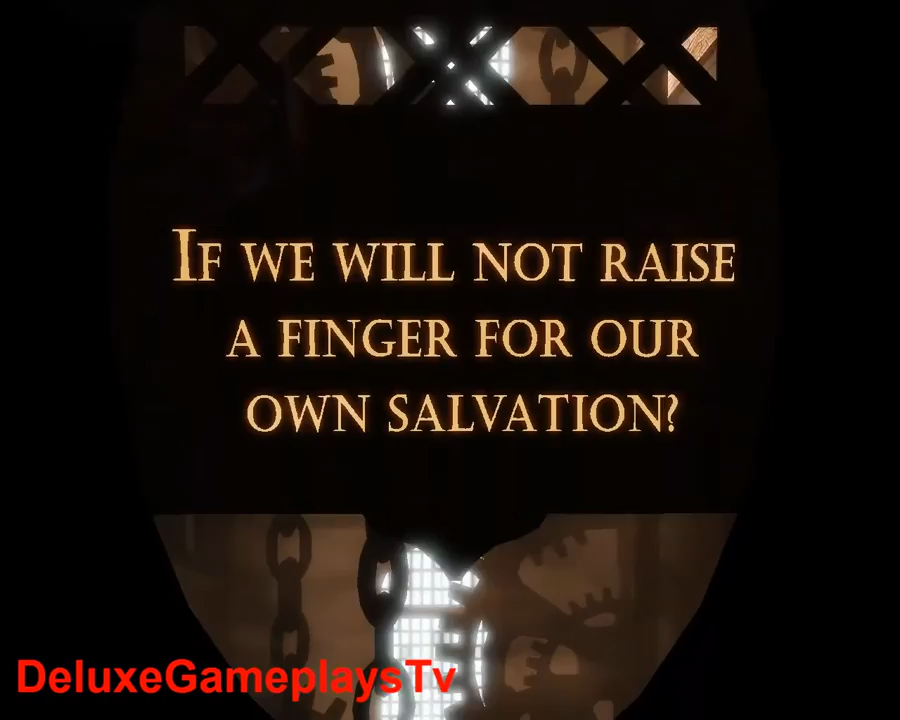 If we will not raise
a finger for our
own salvation?
DeluxeGameplaysTv